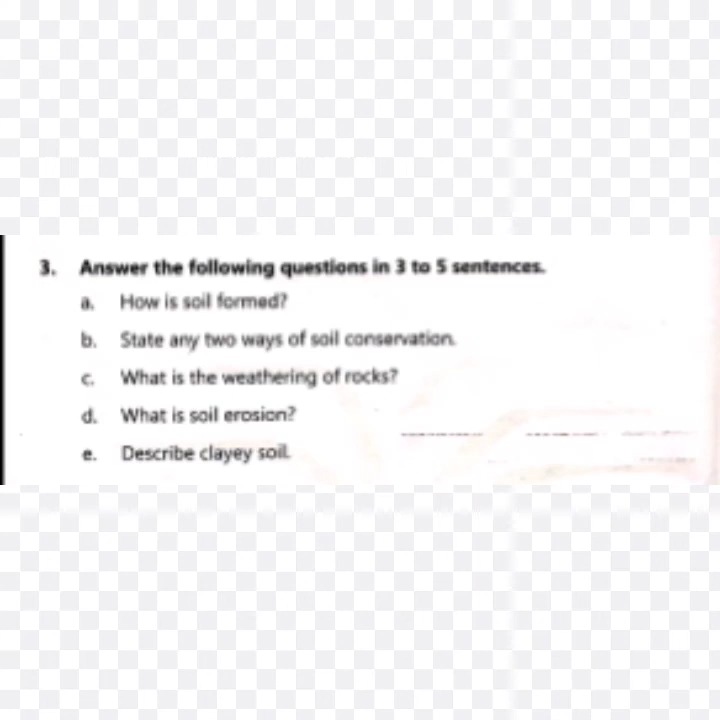 3. Answer the following questions in 3 to 5 sentences.
a. How is soil formed?
b. State any two ways of soil conservation.
c. What is the weathering of rocks?
d. What is soil erosion?
e. Describe clayey soil.